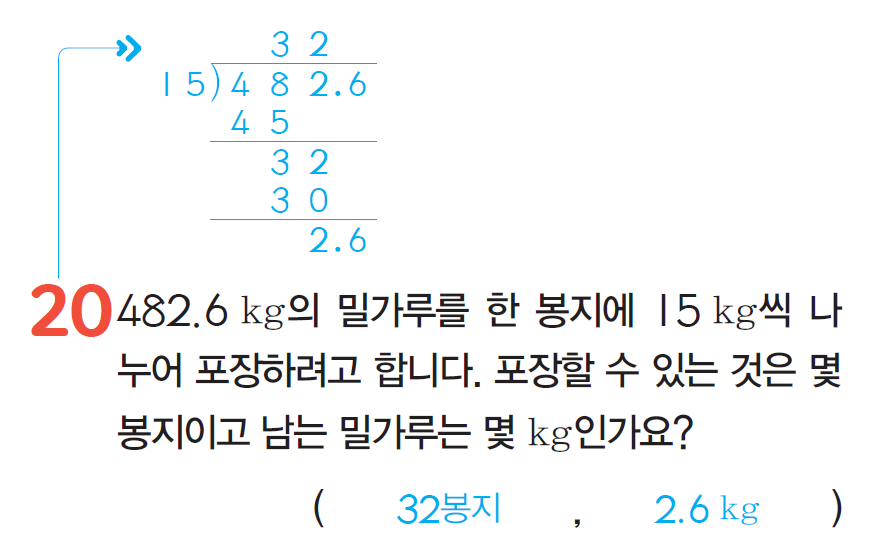 3 2
1 5)4 8 2.6
4 5
3 2
3 0
2.6
20 482.6 kg의 밀가루를 한 봉지에 15 kg씩 나
누어 포장하려고 합니다. 포장할 수 있는 것은 몇
봉지이고 남는 밀가루는 몇 kg인가요?
( 32봉지 , 2.6 kg )